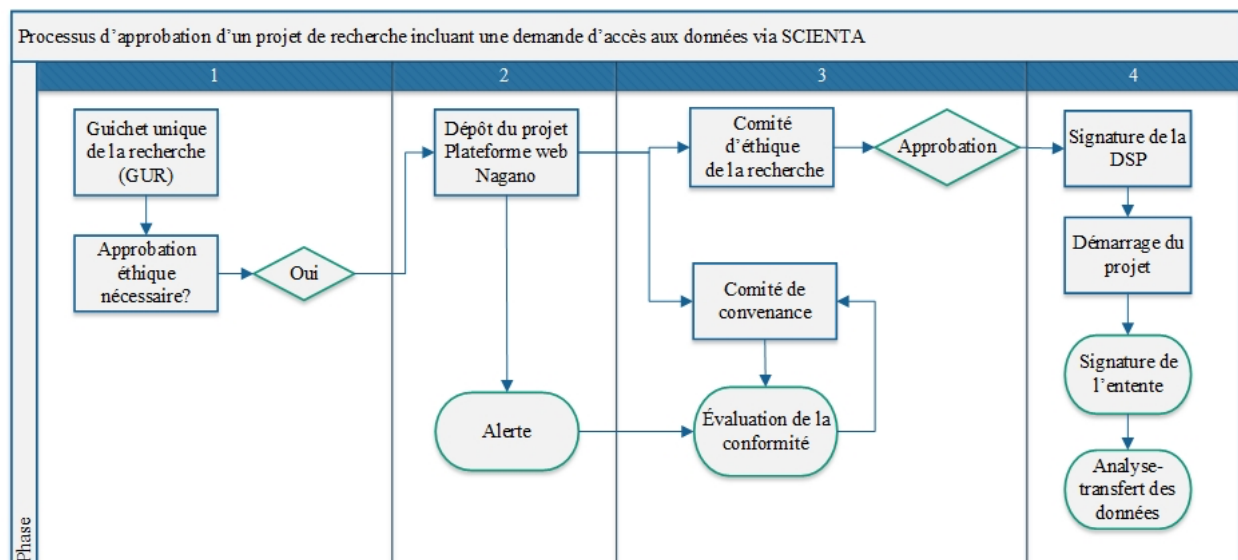 Processus d’approbation d’un projet de recherche incluant une demande d’accès aux données via SCIENTA
Phase
1
2
3
4
Guichet unique
de la recherche
(GUR)
Approbation
éthique
nécessaire?
Oui
Dépôt du projet
Plateforme web
Nagano
Alerte
Comité
d’éthique
de la recherche
Approbation
Comité de
convenance
Évaluation de la
conformité
Signature de la
DSP
Démarrage du
projet
Signature de
l’entente
Analyse-
transfert des
données